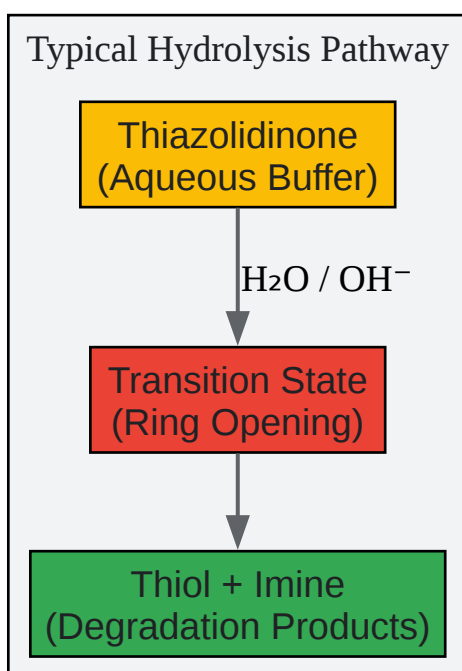 Typical Hydrolysis Pathway
Thiazolidinone
(Aqueous Buffer)
H₂O / OH⁻
Transition State
(Ring Opening)
Thiol + Imine
(Degradation Products)